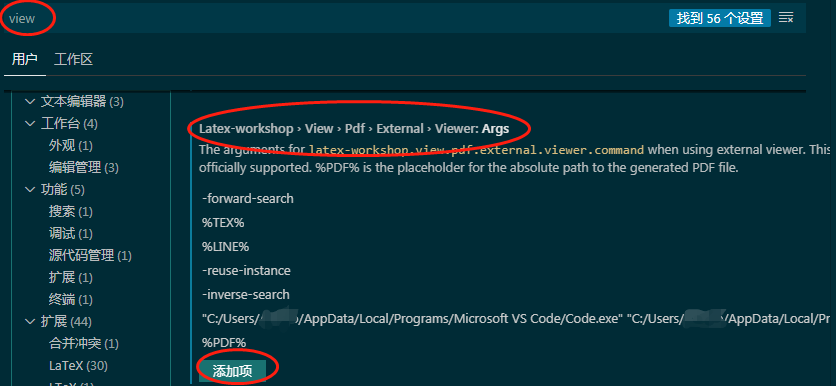 view
找到 56 个设置
用户 工作区
文本编辑器 (3)
工作台 (4)
外观 (1)
编辑管理 (3)
功能 (5)
搜索 (1)
调试 (1)
源代码管理 (1)
扩展 (1)
终端 (1)
扩展 (44)
合并冲突 (1)
LaTeX (30)
Latex-workshop › View › Pdf › External › Viewer: Args
The arguments for latex-workshop.view.pdf.external.viewer.command when using external viewer. This
officially supported. %PDF% is the placeholder for the absolute path to the generated PDF file.
-forward-search
%TEX%
%LINE%
-reuse-instance
-inverse-search
"C:/Users/ /AppData/Local/Programs/Microsoft VS Code/Code.exe" "C:/Users/ /AppData/Local/Pr
%PDF%
添加项